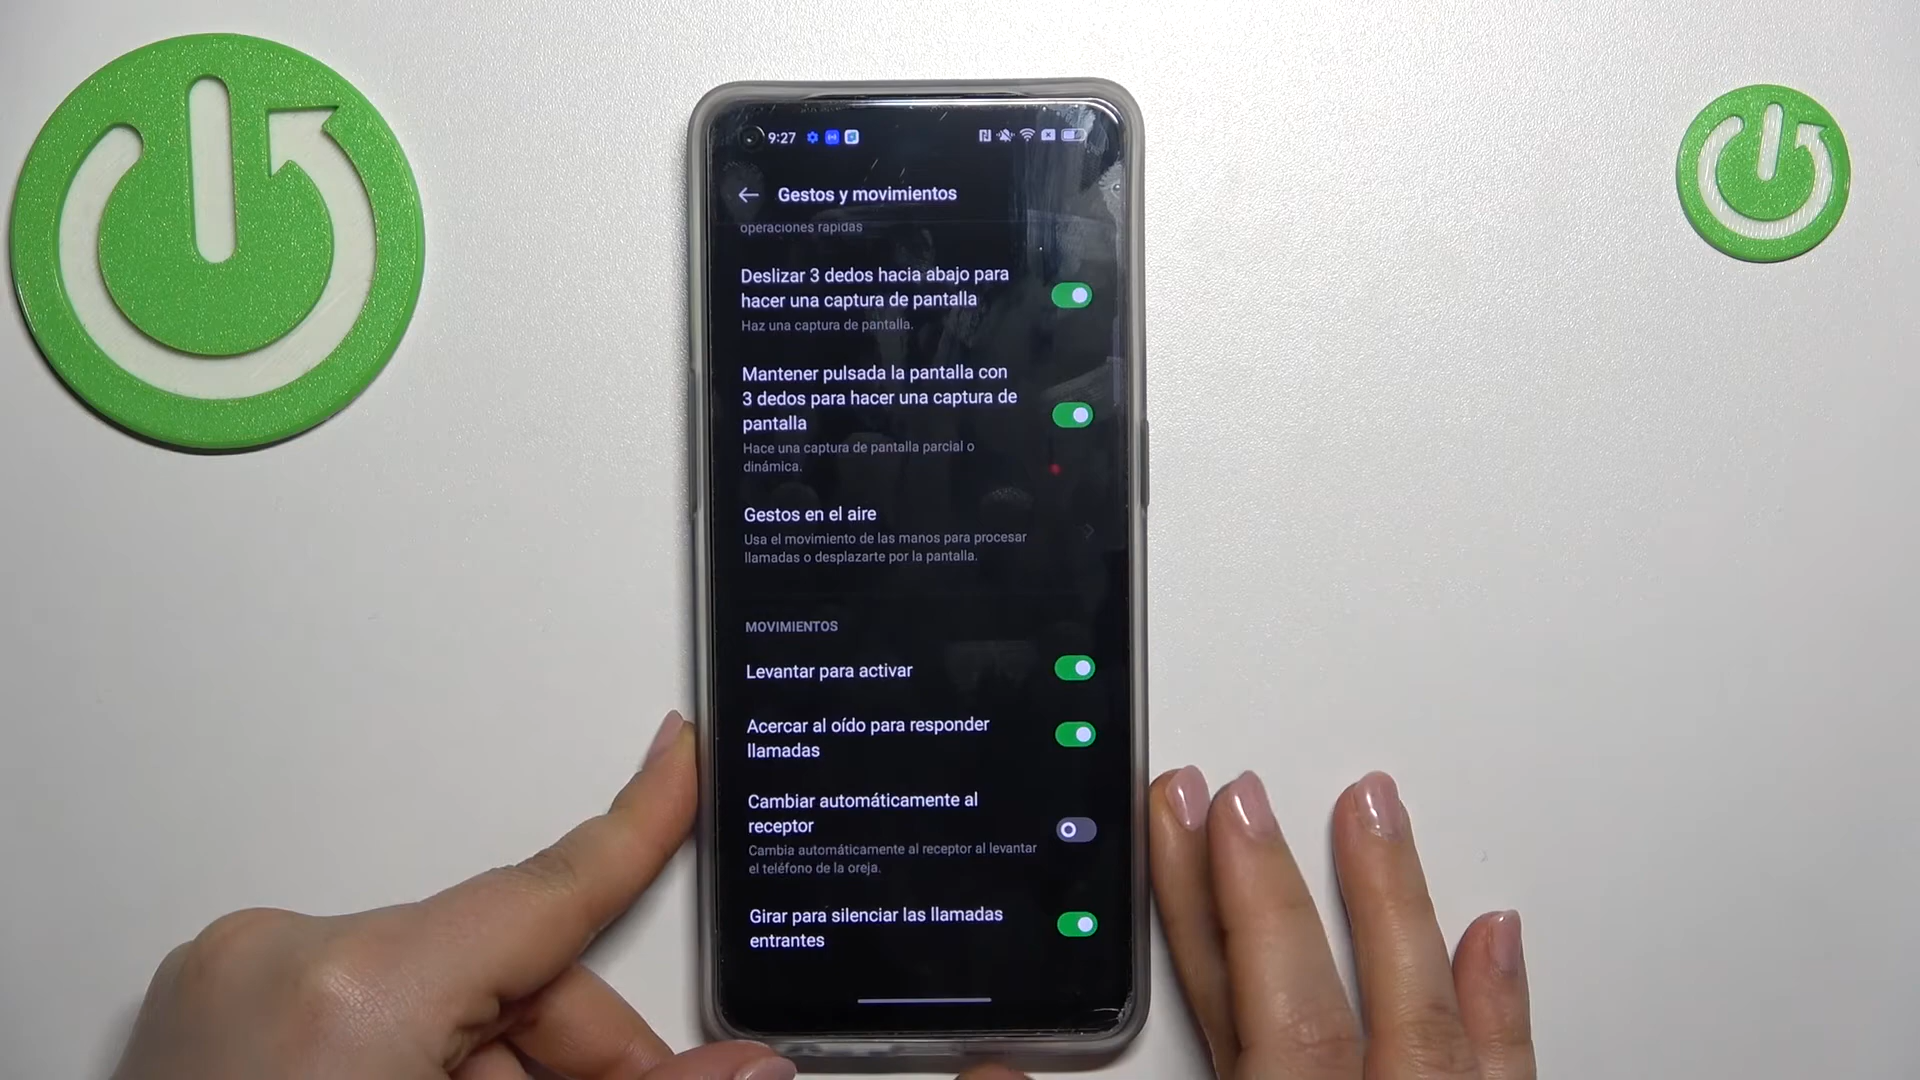 9:27
Gestos y movimientos
operaciones rápidas
Deslizar 3 dedos hacia abajo para
hacer una captura de pantalla
Haz una captura de pantalla.
Mantener pulsada la pantalla con
3 dedos para hacer una captura de
pantalla
Hace una captura de pantalla parcial o
dinámica.
Gestos en el aire
Usa el movimiento de las manos para procesar
llamadas o desplazarte por la pantalla.
MOVIMIENTOS
Levantar para activar
Acercar al oído para responder
llamadas
Cambiar automáticamente al
receptor
Cambia automáticamente al receptor al levantar
el teléfono de la oreja.
Girar para silenciar las llamadas
entrantes